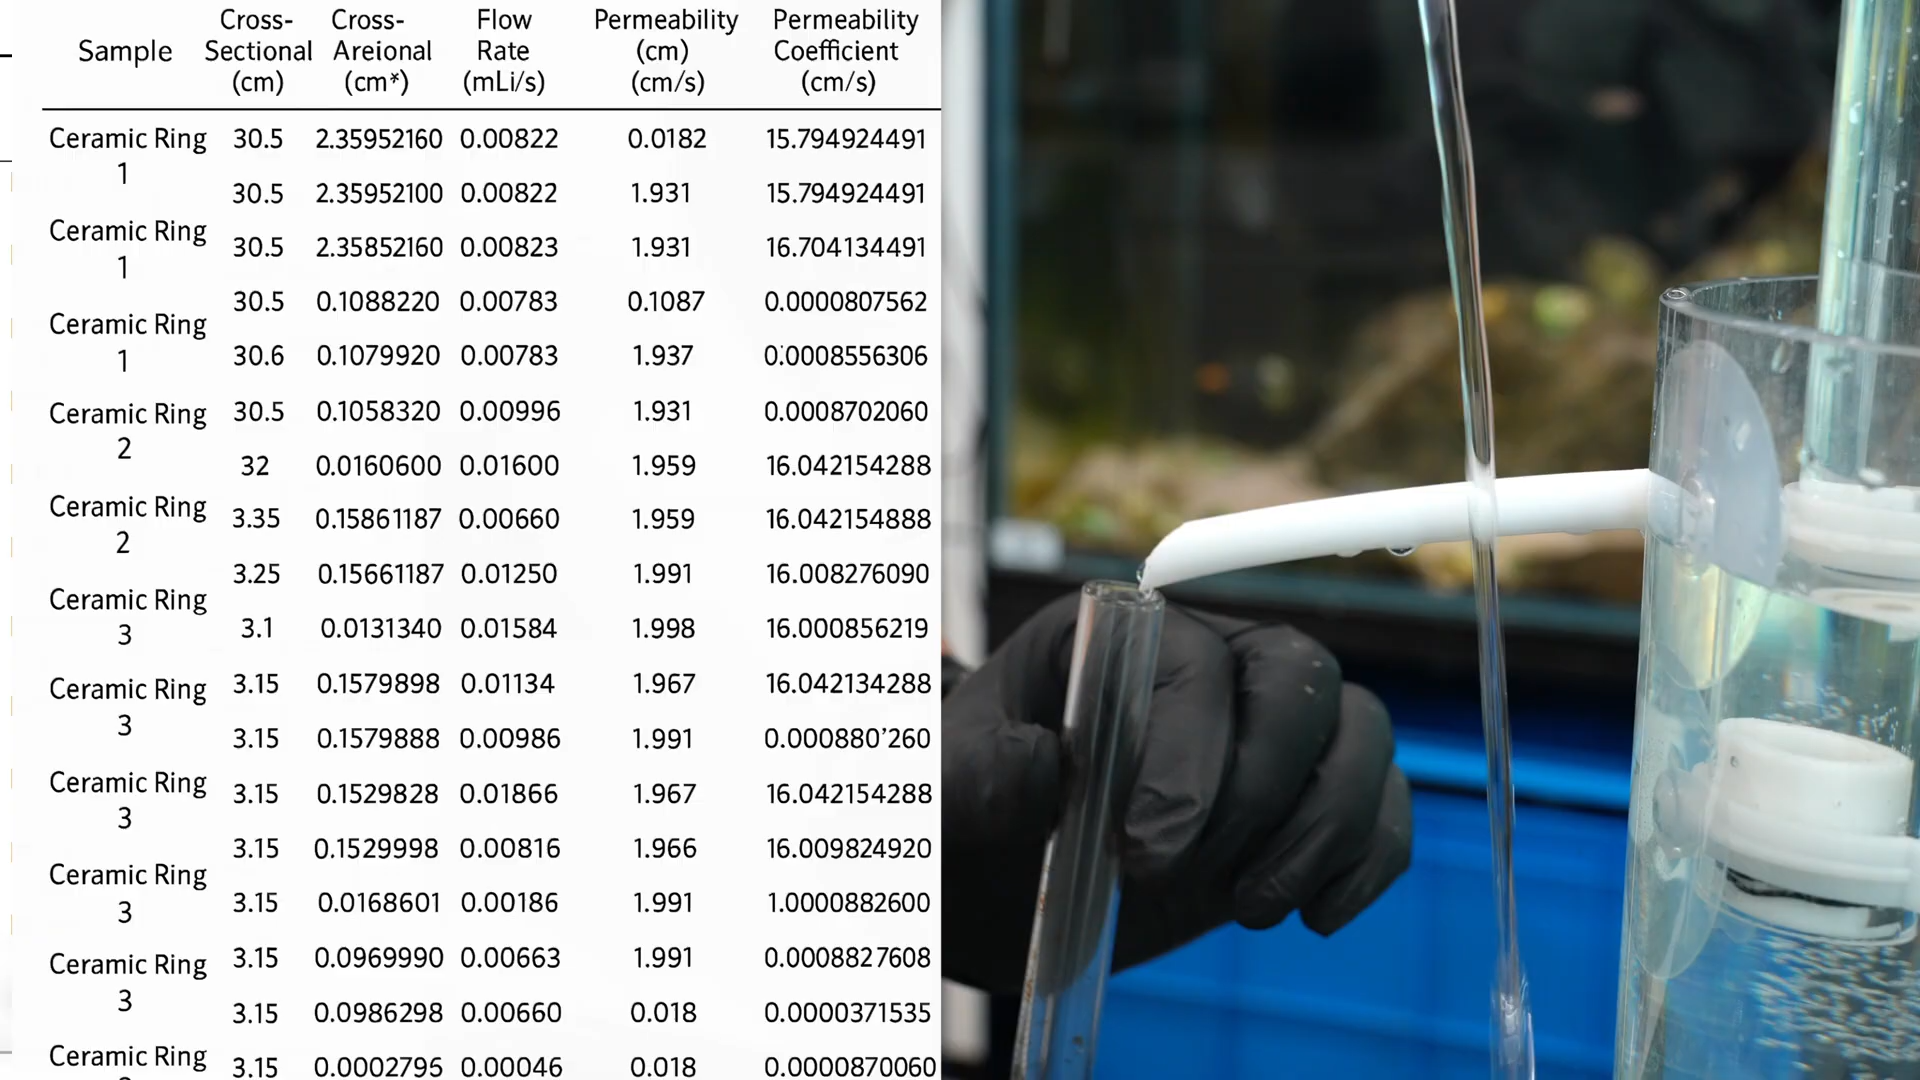 Sample Cross-Sectional (cm) Cross-Areional (cm*) Flow Rate (mLi/s) Permeability (cm) (cm/s) Permeability Coefficient (cm/s)
Ceramic Ring 1 30.5 2.35952160 0.00822 0.0182 15.794924491
30.5 2.35952100 0.00822 1.931 15.794924491
Ceramic Ring 1 30.5 2.35852160 0.00823 1.931 16.704134491
30.5 0.1088220 0.00783 0.1087 0.0000807562
Ceramic Ring 1 30.6 0.1079920 0.00783 1.937 0.0008556306
Ceramic Ring 2 30.5 0.1058320 0.00996 1.931 0.0008702060
32 0.0160600 0.01600 1.959 16.042154288
Ceramic Ring 2 3.35 0.15861187 0.00660 1.959 16.042154888
3.25 0.15661187 0.01250 1.991 16.008276090
Ceramic Ring 3 3.1 0.0131340 0.01584 1.998 16.000856219
Ceramic Ring 3 3.15 0.1579898 0.01134 1.967 16.042134288
3.15 0.1579888 0.00986 1.991 0.000880'260
Ceramic Ring 3 3.15 0.1529828 0.01866 1.967 16.042154288
3.15 0.1529998 0.00816 1.966 16.009824920
Ceramic Ring 3 3.15 0.0168601 0.00186 1.991 1.0000882600
Ceramic Ring 3 3.15 0.0969990 0.00663 1.991 0.0008827608
3.15 0.0986298 0.00660 0.018 0.0000371535
Ceramic Ring 3.15 0.0002795 0.00046 0.018 0.0000870060